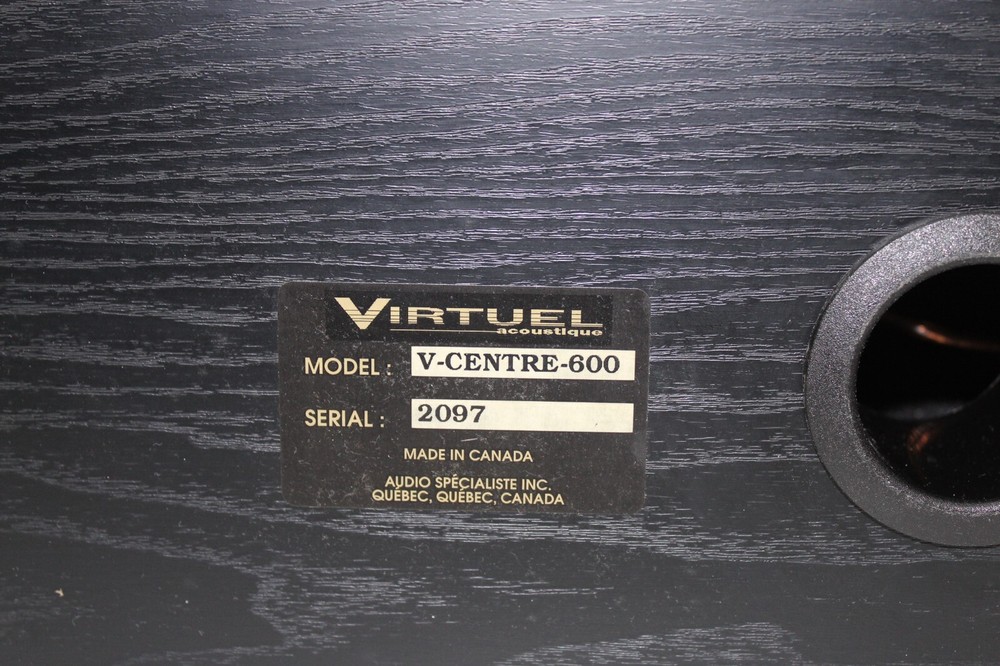 VIRTUEL
acoustique
MODEL : V-CENTRE-600
SERIAL : 2097
MADE IN CANADA
AUDIO SPÉCIALISTE INC.
QUÉBEC, QUÉBEC, CANADA